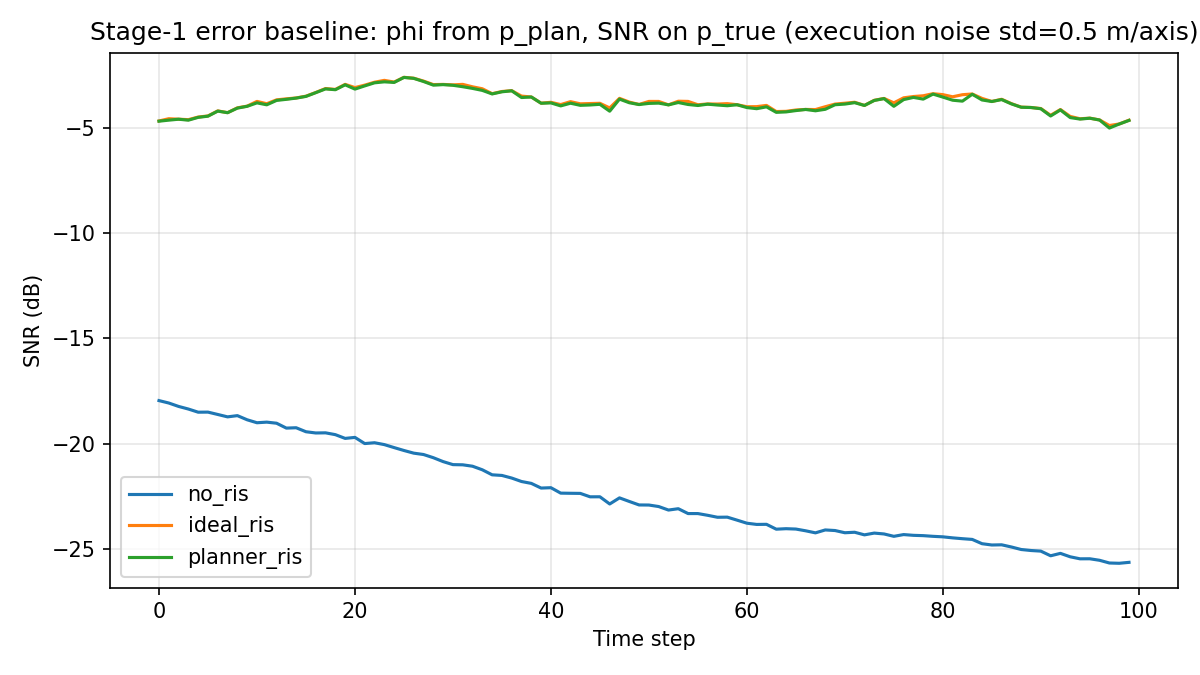 Stage-1 error baseline: phi from p_plan, SNR on p_true (execution noise std=0.5 m/axis)
SNR (dB)
−5
−10
−15
−20
−25
no_ris
ideal_ris
planner_ris
0 20 40 60 80 100
Time step